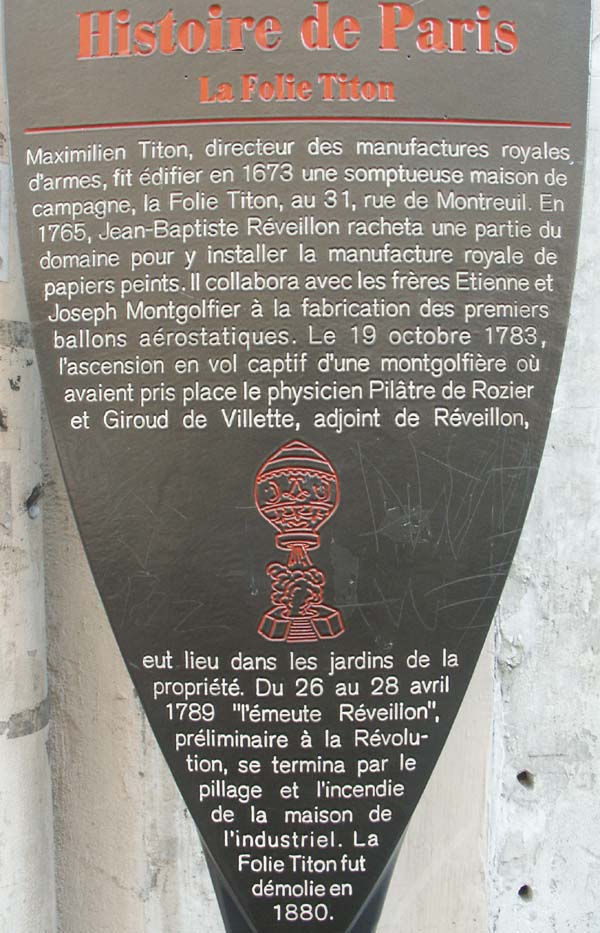 Histoire de Paris
La Folie Titon
Maximilien Titon, directeur des manufactures royales
d'armes, fit édifier en 1673 une somptueuse maison de
campagne, la Folie Titon, au 31, rue de Montreuil. En
1765, Jean-Baptiste Réveillon racheta une partie du
domaine pour y installer la manufacture royale de
papiers peints. Il collabora avec les frères Etienne et
Joseph Montgolfier à la fabrication des premiers
ballons aérostatiques. Le 19 octobre 1783,
l'ascension en vol captif d'une montgolfière où
avaient pris place le physicien Pilâtre de Rozier
et Giroud de Villette, adjoint de Réveillon,
eut lieu dans les jardins de la
propriété. Du 26 au 28 avril
1789 "l'émeute Réveillon",
préliminaire à la Révolu-
tion, se termina par le
pillage et l'incendie
de la maison de
l'industriel. La
Folie Titon fut
démolie en
1880.